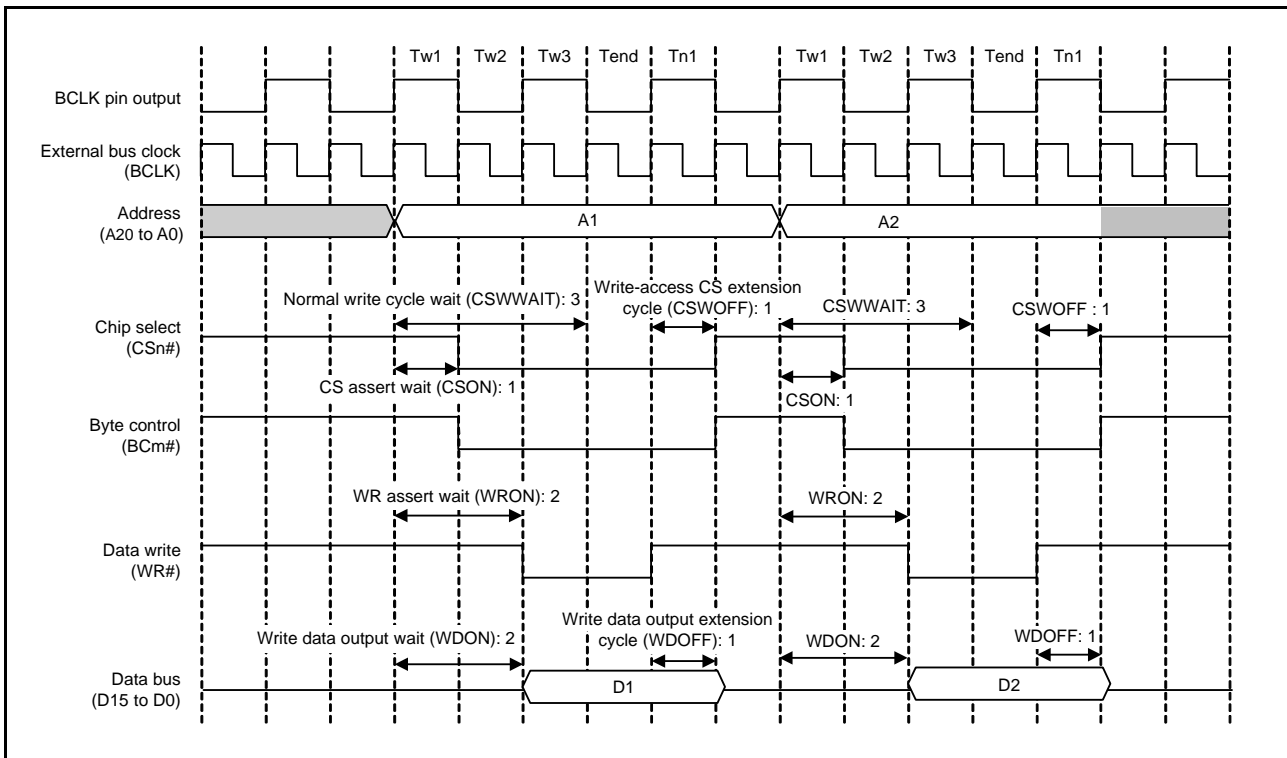 Tw1 Tw2 Tw3 Tend Tn1 Tw1 Tw2 Tw3 Tend Tn1
BCLK pin output
External bus clock
(BCLK)
Address
(A20 to A0)
A1
A2
Normal write cycle wait (CSWWAIT): 3
Write-access CS extension
cycle (CSWOFF): 1
CSWWAIT: 3
CSWOFF : 1
Chip select
(CSn#)
CS assert wait (CSON): 1
CSON: 1
Byte control
(BCm#)
WR assert wait (WRON): 2
WRON: 2
Data write
(WR#)
Write data output wait (WDON): 2
Write data output extension
cycle (WDOFF): 1
WDON: 2
WDOFF: 1
Data bus
(D15 to D0)
D1
D2